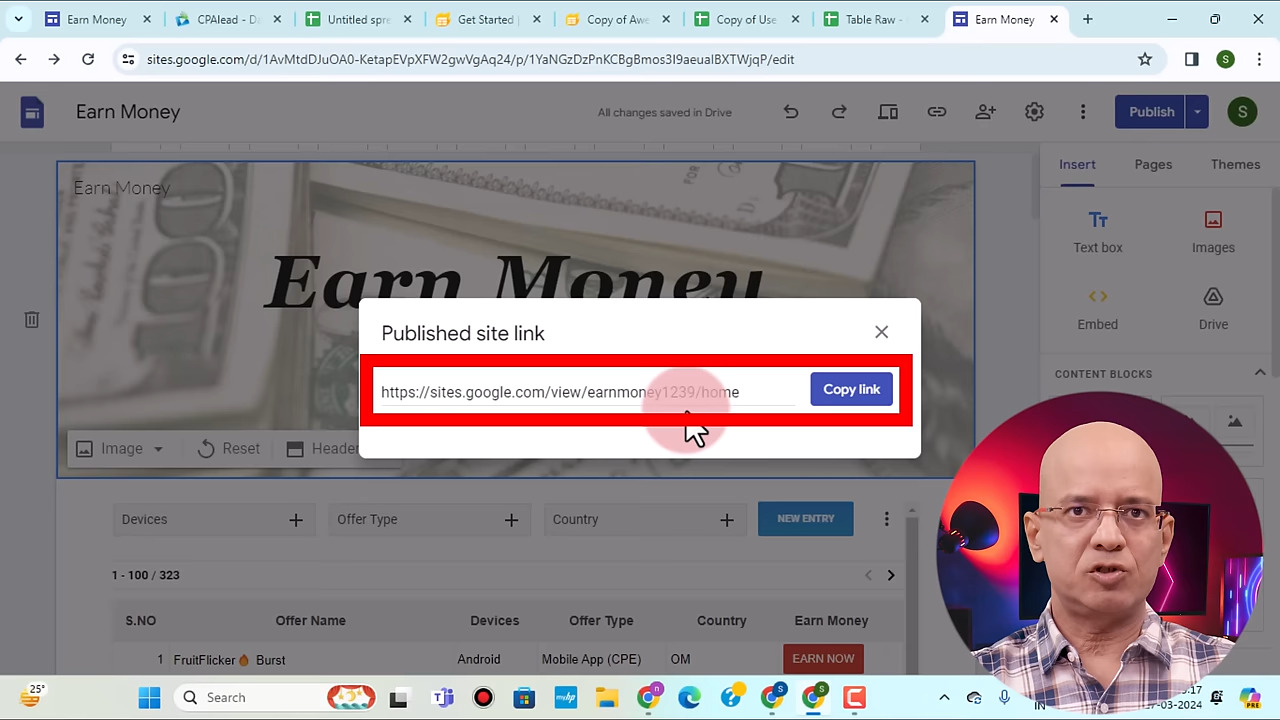 Earn Money
CPAlead - D
Untitled spre
Get Started
Copy of Awe
Copy of Use
Table Raw -
Earn Money
sites.google.com/d/1AvMtdDJuOA0-KetapEVpXFW2gwVgAq24/p/1YaNGzDzPnKCBgBmos3I9aeuaIBXTWjqP/edit
S
Earn Money
All changes saved in Drive
Publish
S
Insert
Pages
Themes
Earn Money
Earn Money
Tt
Text box
Images
Embed
Drive
Published site link
https://sites.google.com/view/earnmoney1239/home
Copy link
CONTENT BLOCKS
Image
Reset
Header
Devices
Offer Type
Country
NEW ENTRY
1 - 100 / 323
S.NO
Offer Name
Devices
Offer Type
Country
Earn Money
1
FruitFlicker🔥 Burst
Android
Mobile App (CPE)
OM
EARN NOW
25°
Search
myhp
n
S
S
PRE